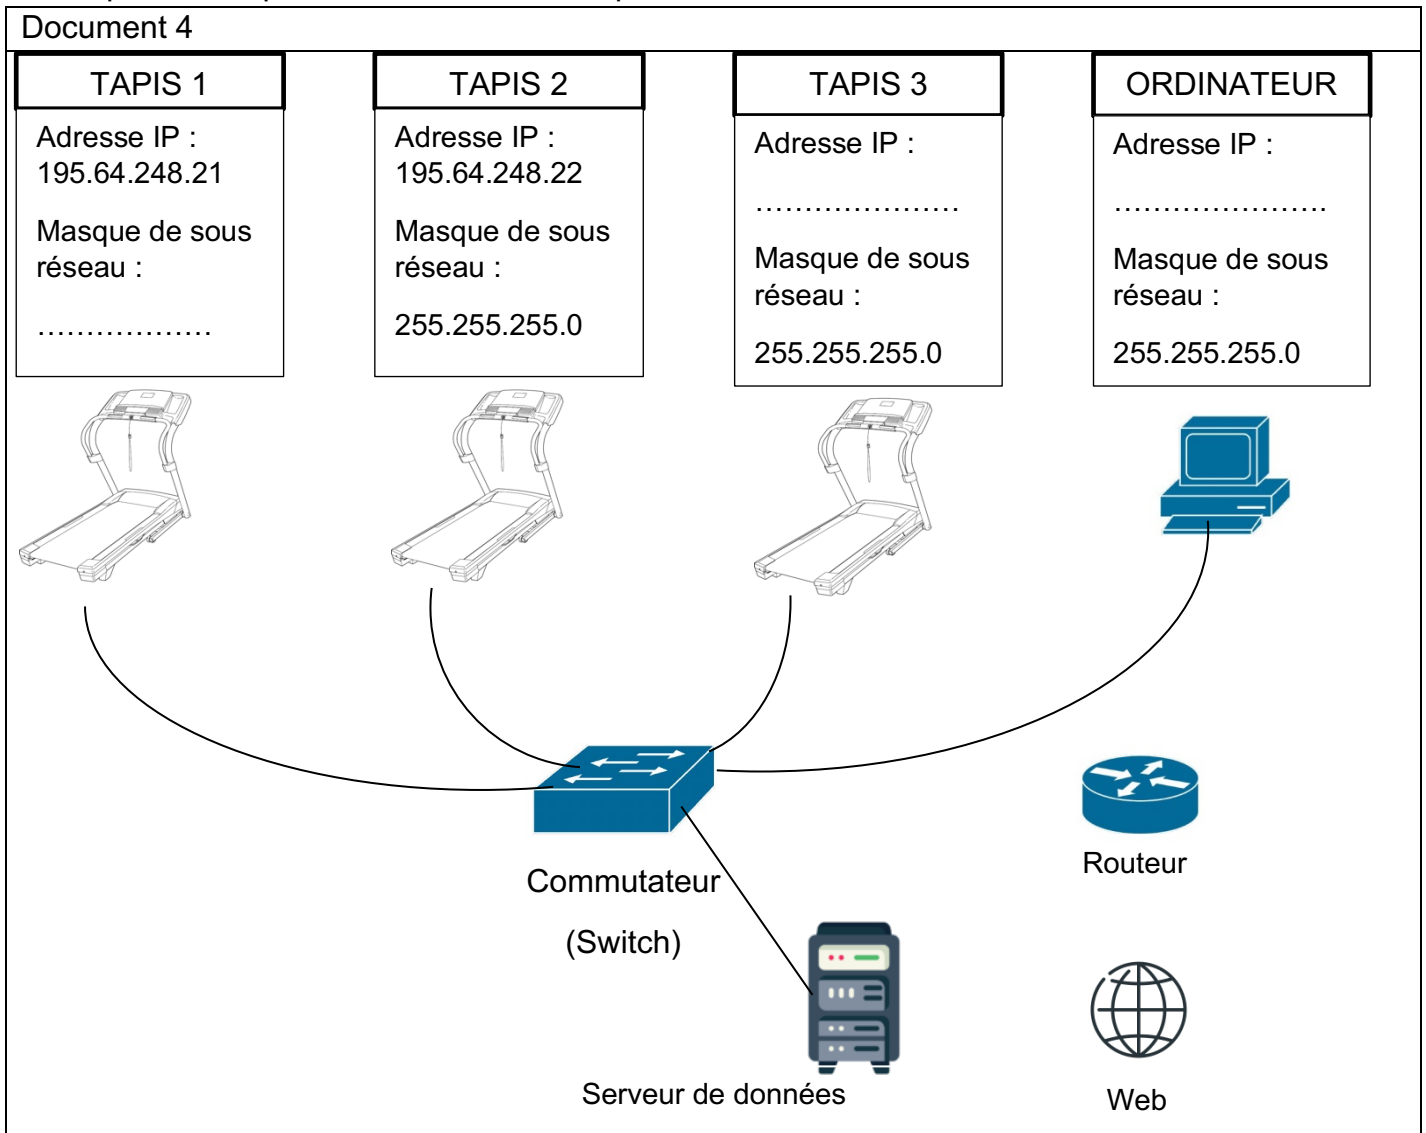 Document 4
TAPIS 1
Adresse IP :
195.64.248.21
Masque de sous
réseau :
………………
TAPIS 2
Adresse IP :
195.64.248.22
Masque de sous
réseau :
255.255.255.0
TAPIS 3
Adresse IP :
…………………
Masque de sous
réseau :
255.255.255.0
ORDINATEUR
Adresse IP :
………………….
Masque de sous
réseau :
255.255.255.0
Commutateur
(Switch)
Routeur
Serveur de données
Web